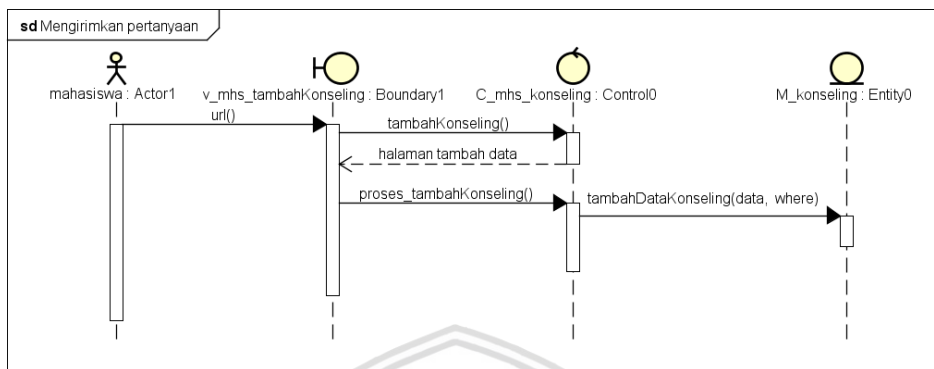 sd Mengirimkan pertanyaan
mahasiswa : Actor1
v_mhs_tambahKonseling : Boundary1
C_mhs_konseling : Control0
M_konseling : Entity0
url()
tambahKonseling()
halaman tambah data
proses_tambahKonseling()
tambahDataKonseling(data, where)